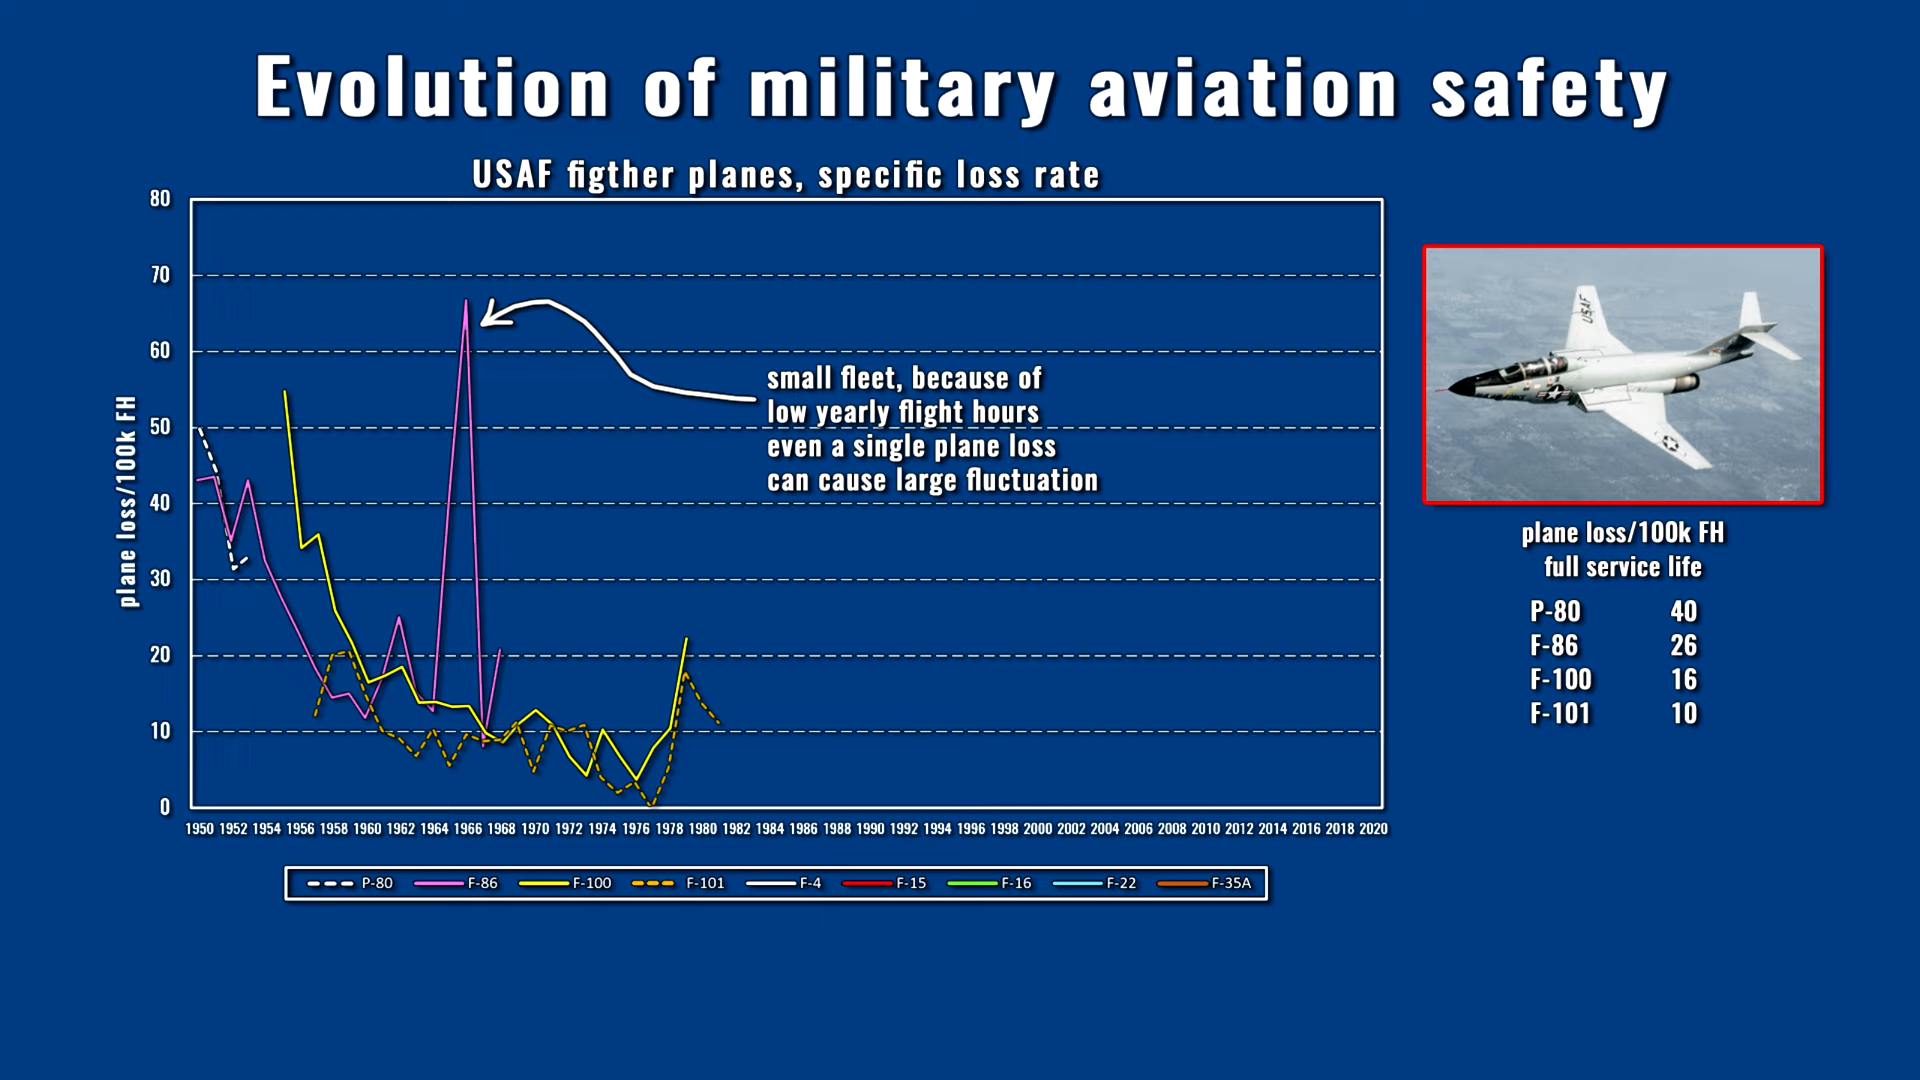 Evolution of military aviation safety
USAF figther planes, specific loss rate
80
70
60
50
40
30
20
10
0
plane loss/100k FH
small fleet, because of
low yearly flight hours
even a single plane loss
can cause large fluctuation
1950 1952 1954 1956 1958 1960 1962 1964 1966 1968 1970 1972 1974 1976 1978 1980 1982 1984 1986 1988 1990 1992 1994 1996 1998 2000 2002 2004 2006 2008 2010 2012 2014 2016 2018 2020
P-80 F-86 F-100 F-101 F-4 F-15 F-16 F-22 F-35A
USAF
plane loss/100k FH
full service life
P-80 40
F-86 26
F-100 16
F-101 10